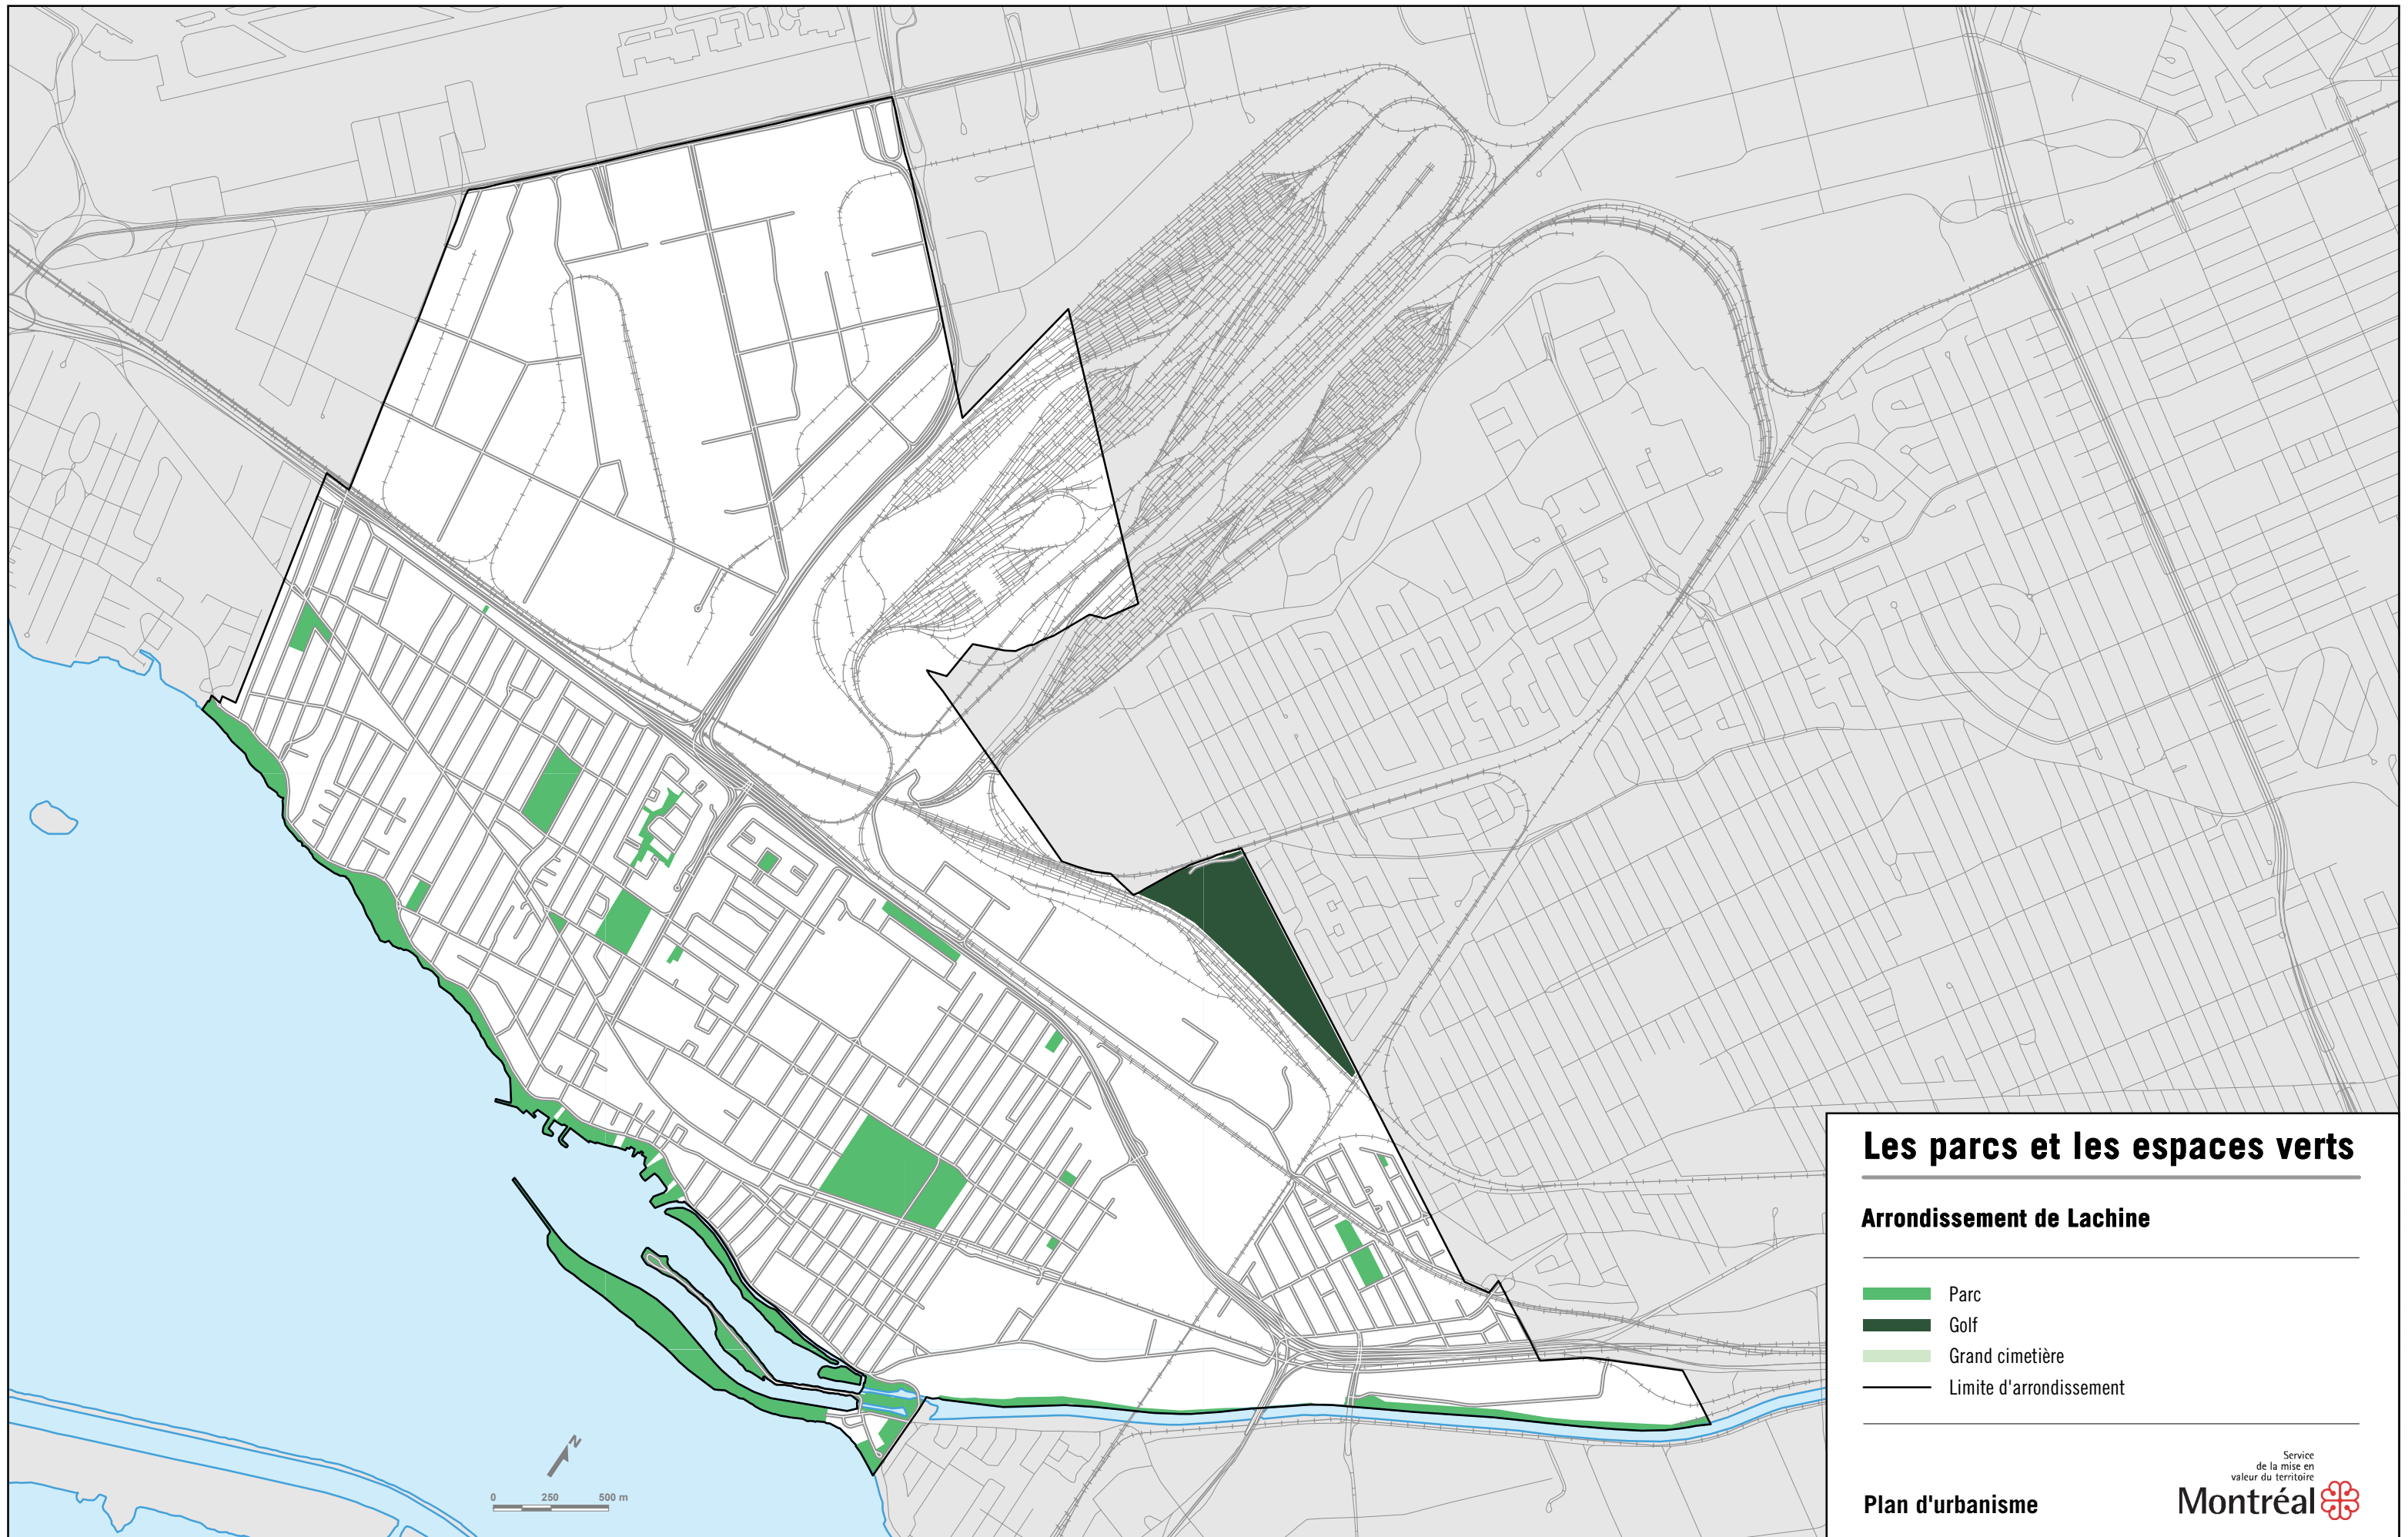 Les parcs et les espaces verts
Arrondissement de Lachine
Parc
Golf
Grand cimetière
Limite d'arrondissement
Service
de la mise en
valeur du territoire
Plan d'urbanisme
Montréal
N
0 250 500 m